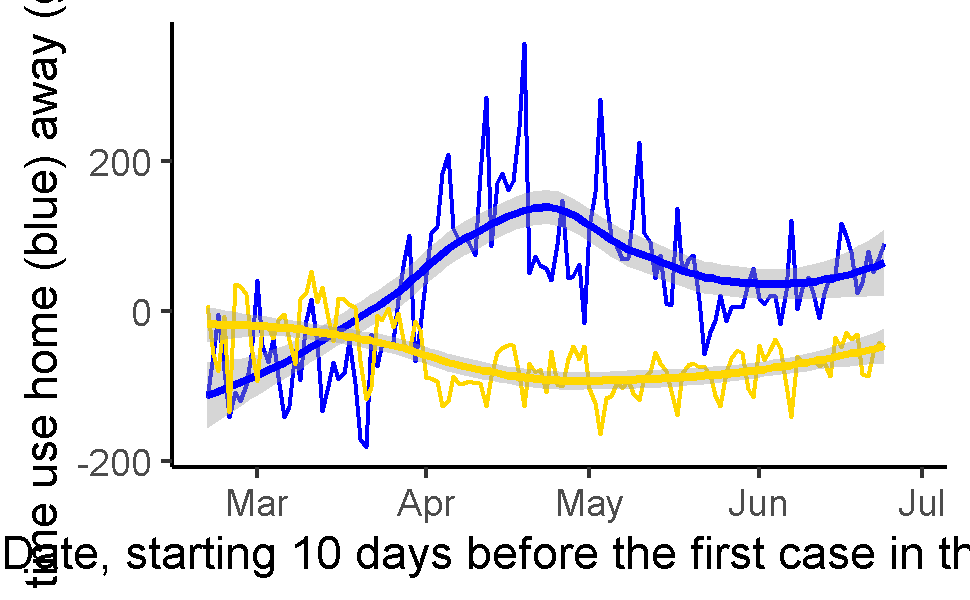 time use home (blue) away (
200
0
-200
Mar Apr May Jun Jul
Date, starting 10 days before the first case in th